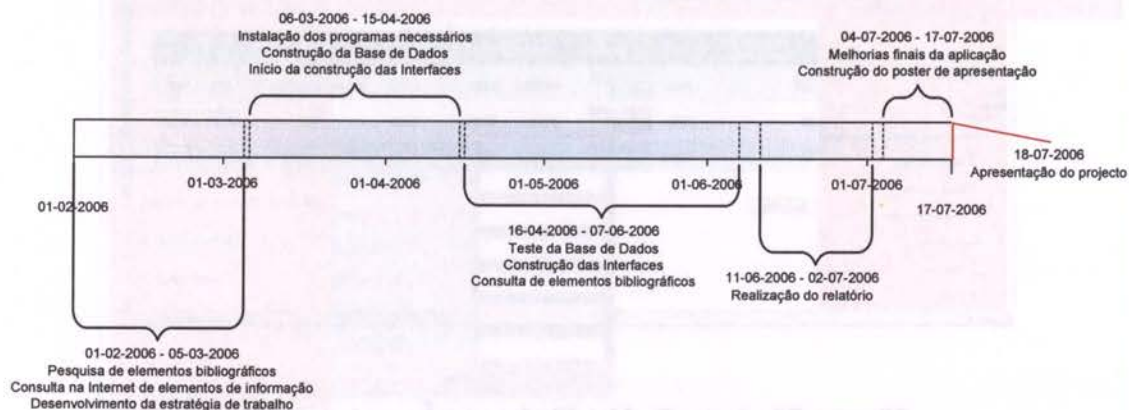 06-03-2006 - 15-04-2006
Instalação dos programas necessários
Construção da Base de Dados
Início da construção das Interfaces
04-07-2006 - 17-07-2006
Melhorias finais da aplicação
Construção do poster de apresentação
18-07-2006
Apresentação do projecto
01-02-2006
01-03-2006
01-04-2006
01-05-2006
01-06-2006
01-07-2006
17-07-2006
16-04-2006 - 07-06-2006
Teste da Base de Dados
Construção das Interfaces
Consulta de elementos bibliográficos
11-06-2006 - 02-07-2006
Realização do relatório
01-02-2006 - 05-03-2006
Pesquisa de elementos bibliográficos
Consulta na Internet de elementos de informação
Desenvolvimento da estratégia de trabalho